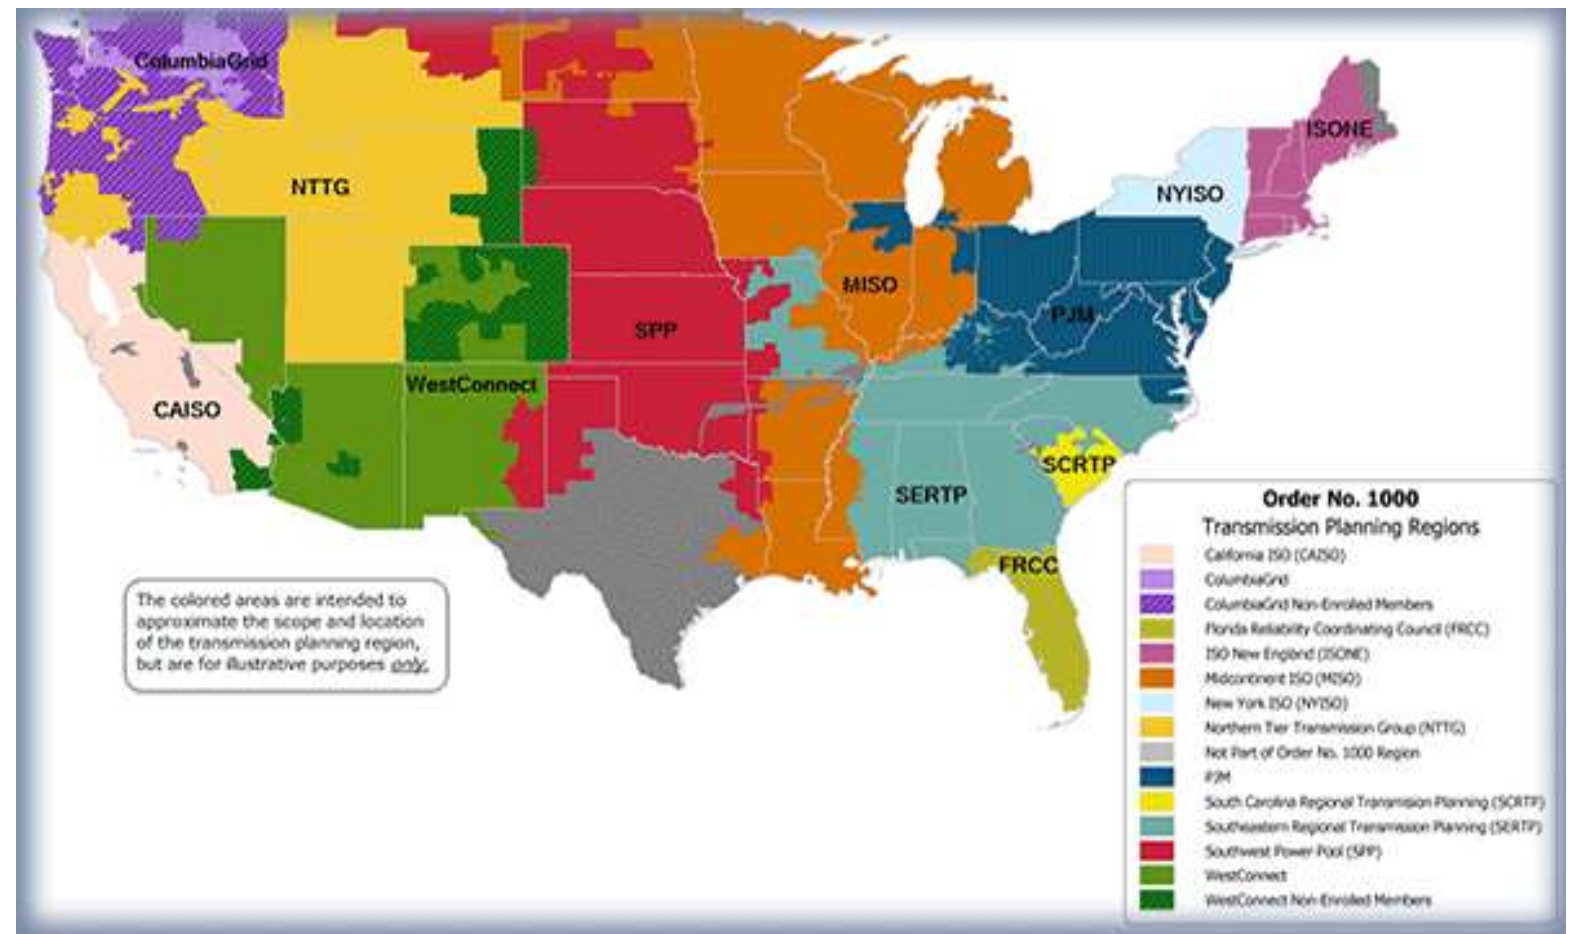 ColumbiaGrid
ISONE
NTTG
NYISO
MISO
PJM
SPP
WestConnect
CAISO
SCRTP
SERTP
FRCC
Order No. 1000
Transmission Planning Regions
California ISO (CAISO)
ColumbiaGrid
ColumbiaGrid Non-Enrolled Members
Florida Reliability Coordinating Council (FRCC)
ISO New England (ISONE)
Midcontinent ISO (MISO)
New York ISO (NYISO)
Northern Tier Transmission Group (NTTG)
Not Part of Order No. 1000 Region
PJM
South Carolina Regional Transmision Planning (SCRTP)
Southeastern Regional Transmission Planning (SERTP)
Southwest Power Pool (SPP)
WestConnect
WestConnect Non-Enrolled Members
The colored areas are intended to
approximate the scope and location
of the transmission planning region,
but are for illustrative purposes only.